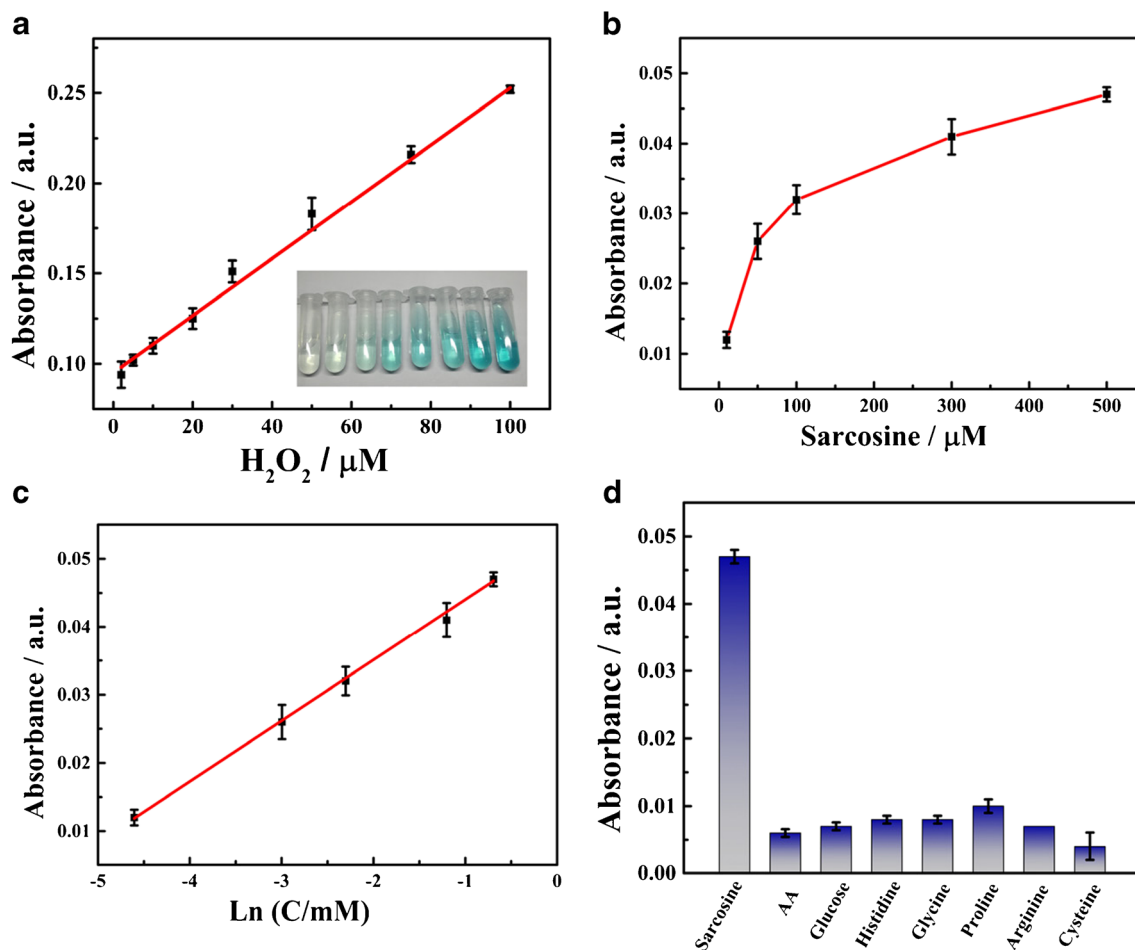 a
0.25
0.20
0.15
0.10
Absorbance / a.u.
0 20 40 60 80 100
H₂O₂ / μM
b
0.05
0.04
0.03
0.02
0.01
Absorbance / a.u.
0 100 200 300 400 500
Sarcosine / μM
c
0.05
0.04
0.03
0.02
0.01
Absorbance / a.u.
-5 -4 -3 -2 -1 0
Ln (C/mM)
d
0.05
0.04
0.03
0.02
0.01
0.00
Absorbance / a.u.
Sarcosine
AA
Glucose
Histidine
Glycine
Proline
Arginine
Cysteine